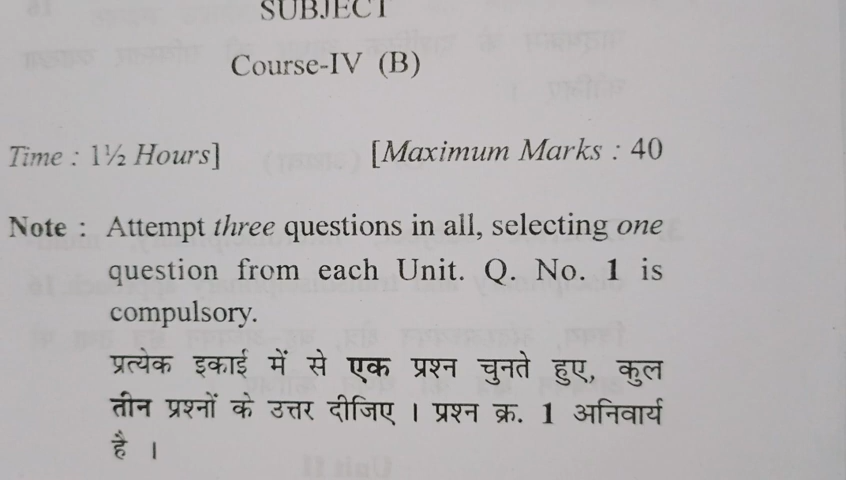 SUBJECT
Course-IV (B)
Time : 1½ Hours] [Maximum Marks : 40
Note : Attempt three questions in all, selecting one
question from each Unit. Q. No. 1 is
compulsory.
प्रत्येक इकाई में से एक प्रश्न चुनते हुए, कुल
तीन प्रश्नों के उत्तर दीजिए । प्रश्न क्र. 1 अनिवार्य
है ।